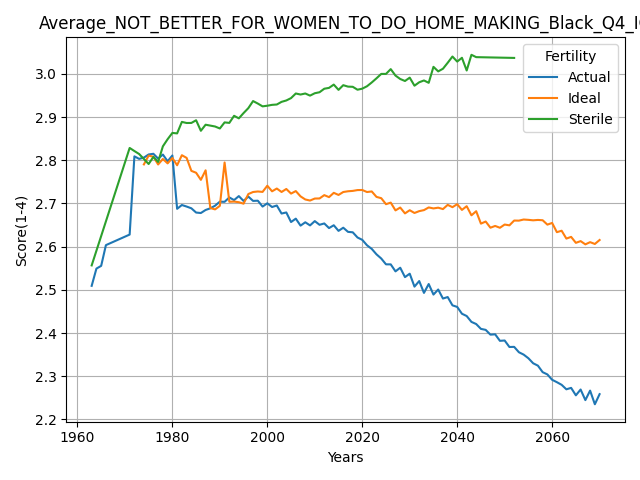 Average_NOT_BETTER_FOR_WOMEN_TO_DO_HOME_MAKING_Black_Q4_I
Fertility
Actual
Ideal
Sterile
Score(1-4)
3.0
2.9
2.8
2.7
2.6
2.5
2.4
2.3
2.2
1960 1980 2000 2020 2040 2060
Years